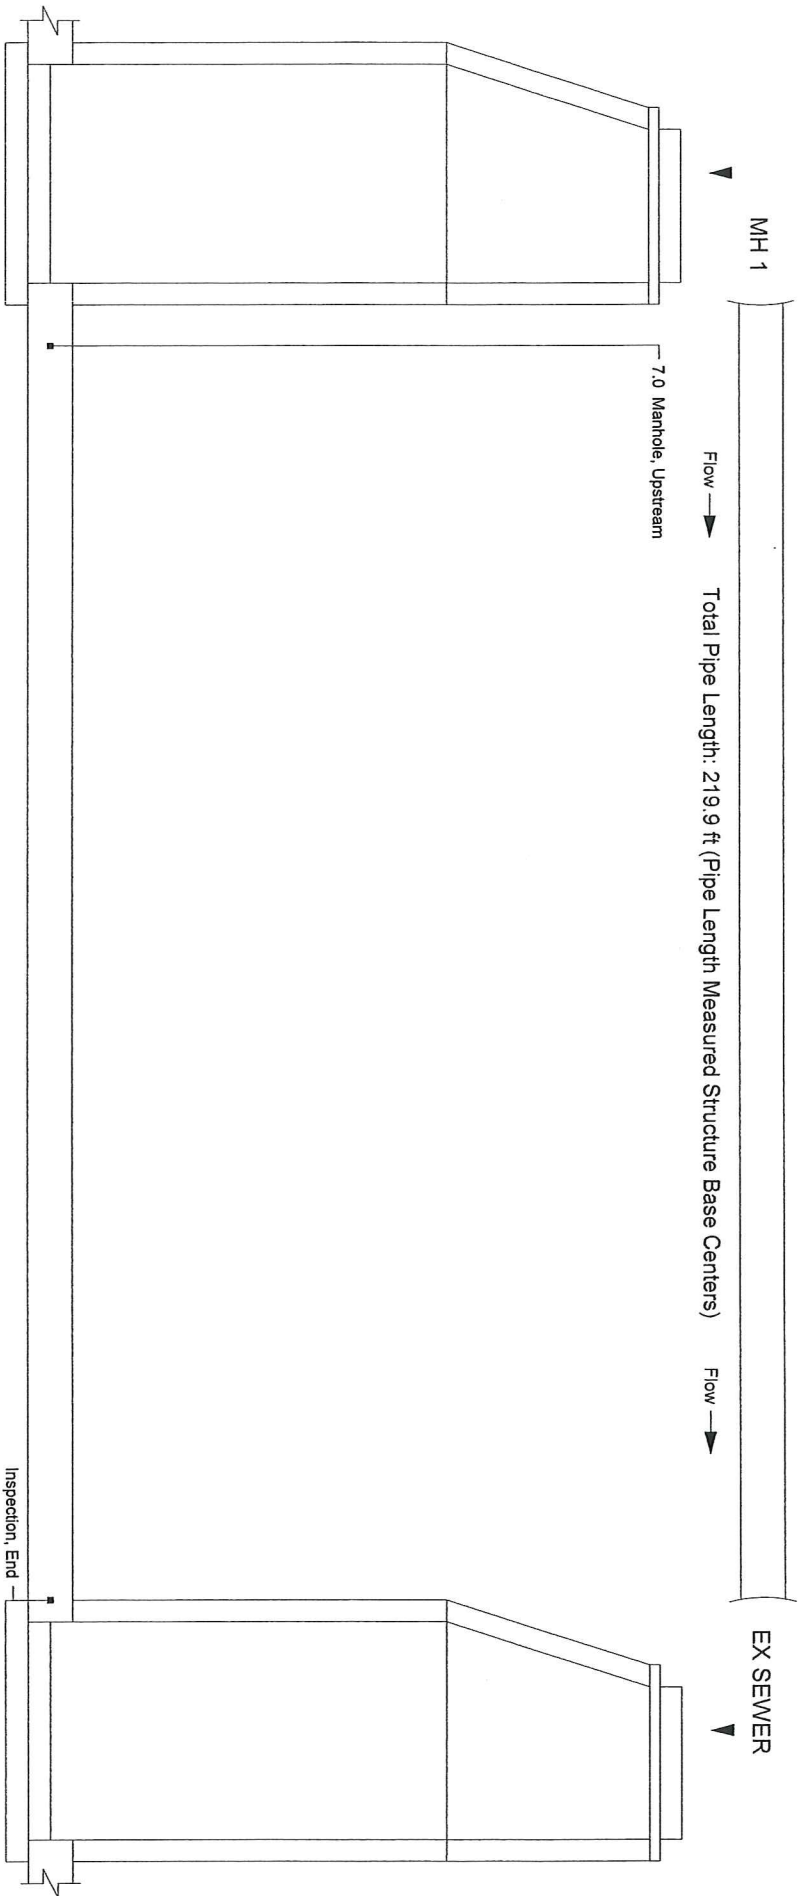 MH 1
EX SEWER
Flow
Total Pipe Length: 219.9 ft (Pipe Length Measured Structure Base Centers)
Flow
7.0 Manhole, Upstream
Inspection, End